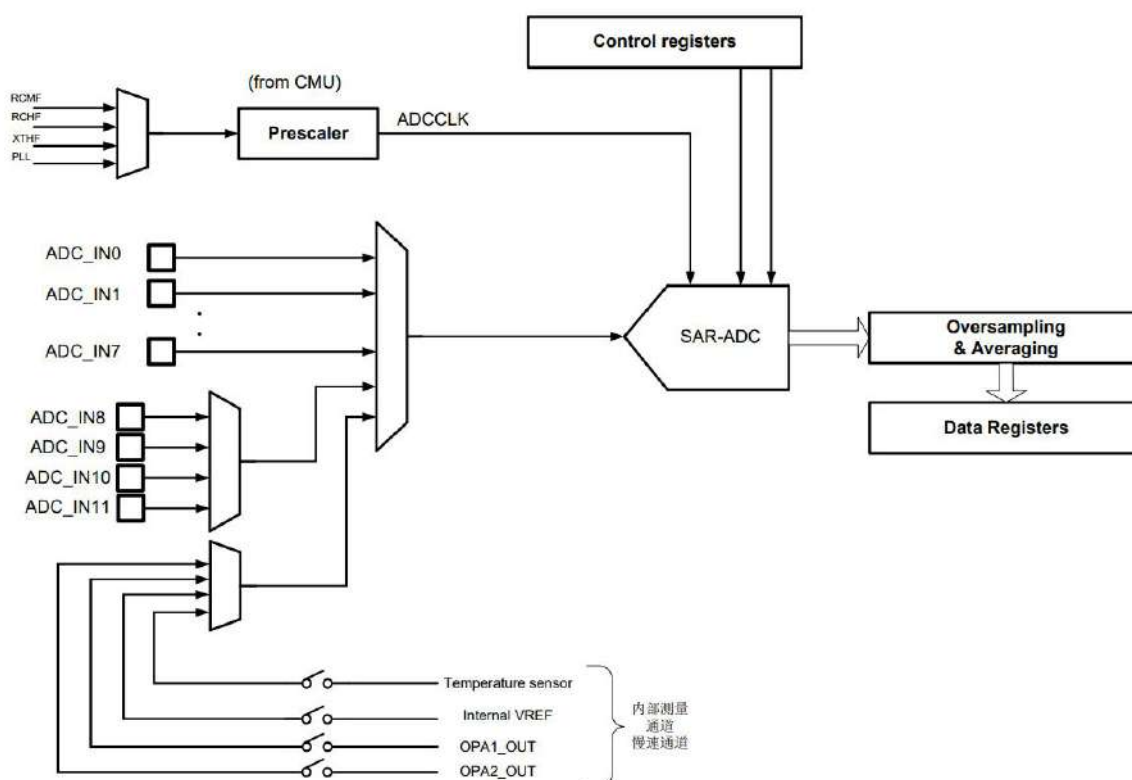 Control registers
(from CMU)
RCMF
RCHF
XTHF
PLL
Prescaler
ADCCLK
ADC_IN0
ADC_IN1
ADC_IN7
SAR-ADC
Oversampling
& Averaging
Data Registers
ADC_IN8
ADC_IN9
ADC_IN10
ADC_IN11
Temperature sensor
Internal VREF
OPA1_OUT
OPA2_OUT
内部测量
通道
慢速通道